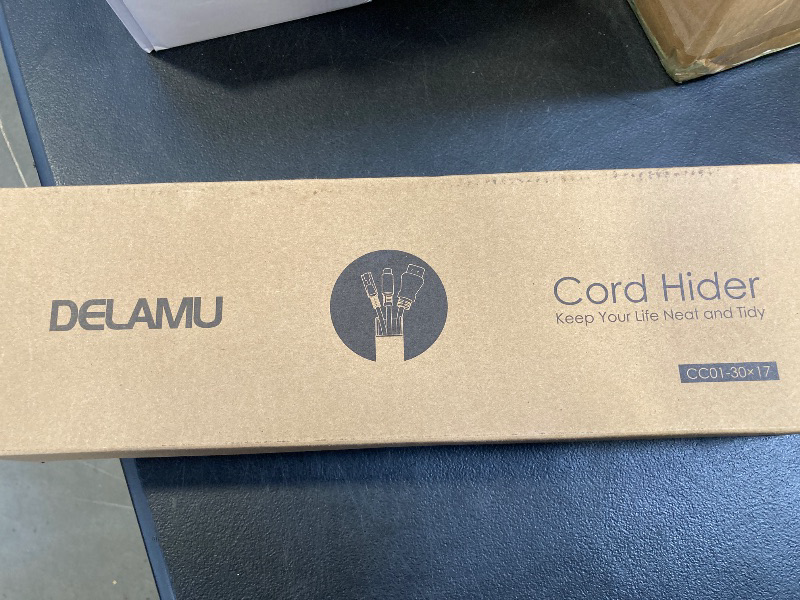 DELAMU
Cord Hider
Keep Your Life Neat and Tidy
CC01-30×17